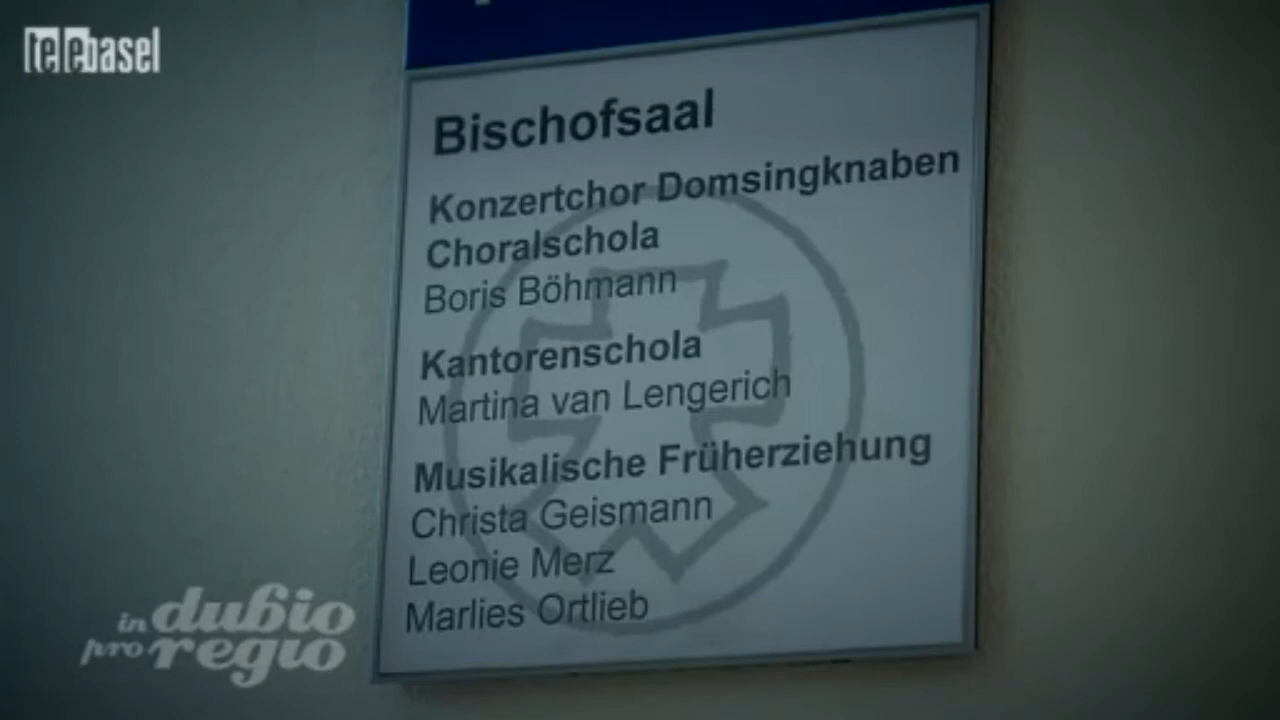 telebasel
Bischofsaal
Konzertchor Domsingknaben
Choralschola
Boris Böhmann
Kantorenschola
Martina van Lengerich
Musikalische Früherziehung
Christa Geismann
Leonie Merz
Marlies Ortlieb
in dubio
pro regio